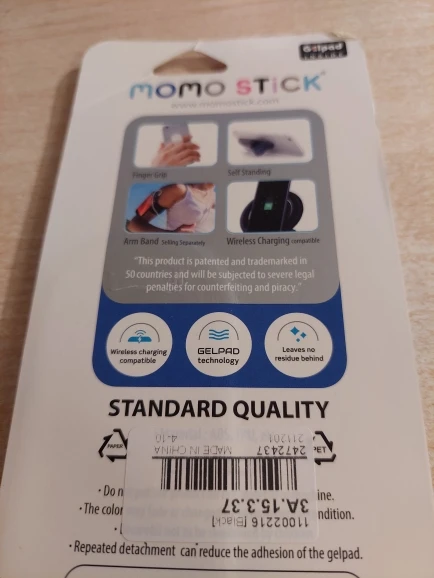 Gelpad
INSIDE
MOMO STiCK
www.momostick.com
Finger Grip
Self Standing
Arm Band Selling Separately
Wireless Charging compatible
"This product is patented and trademarked in
50 countries and will be subjected to severe legal
penalties for counterfeiting and piracy."
Wireless charging
compatible
GELPAD
technology
Leaves no
residue behind
STANDARD QUALITY
PAPER
PET
11002216 [Black]
3A.15.3.37
2472437 MADE IN CHINA
211201 4.10
· Do n ine.
· The color ndition.
· Repeated detachment can reduce the adhesion of the gelpad.